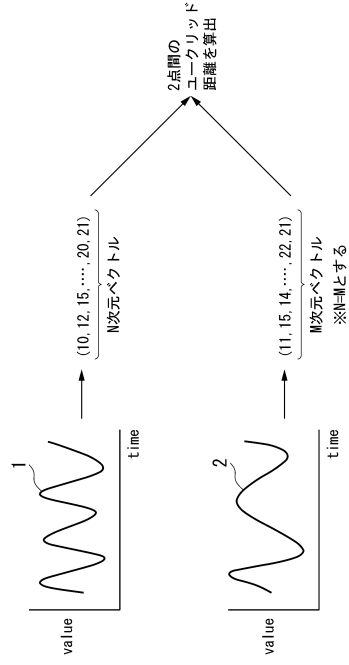 value
1
time
(10, 12, 15, ‥‥, 20, 21)
N次元ベクトル
value
2
time
(11, 15, 14, ‥‥, 22, 21)
M次元ベクトル
※N=Mとする
2点間の
ユークリッド
距離を算出